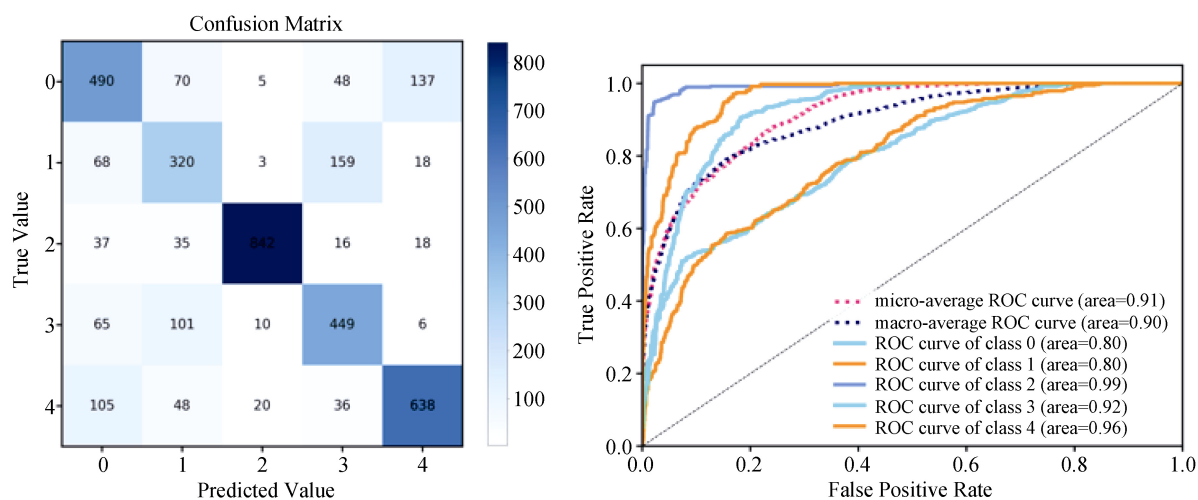 Confusion Matrix
0 490 70 5 48 137
1 68 320 3 159 18
2 37 35 842 16 18
3 65 101 10 449 6
4 105 48 20 36 638
0 1 2 3 4
Predicted Value
True Value
800
700
600
500
400
300
200
100
1.0
0.8
0.6
0.4
0.2
0.0
True Positive Rate
micro-average ROC curve (area=0.91)
macro-average ROC curve (area=0.90)
ROC curve of class 0 (area=0.80)
ROC curve of class 1 (area=0.80)
ROC curve of class 2 (area=0.99)
ROC curve of class 3 (area=0.92)
ROC curve of class 4 (area=0.96)
0.0 0.2 0.4 0.6 0.8 1.0
False Positive Rate